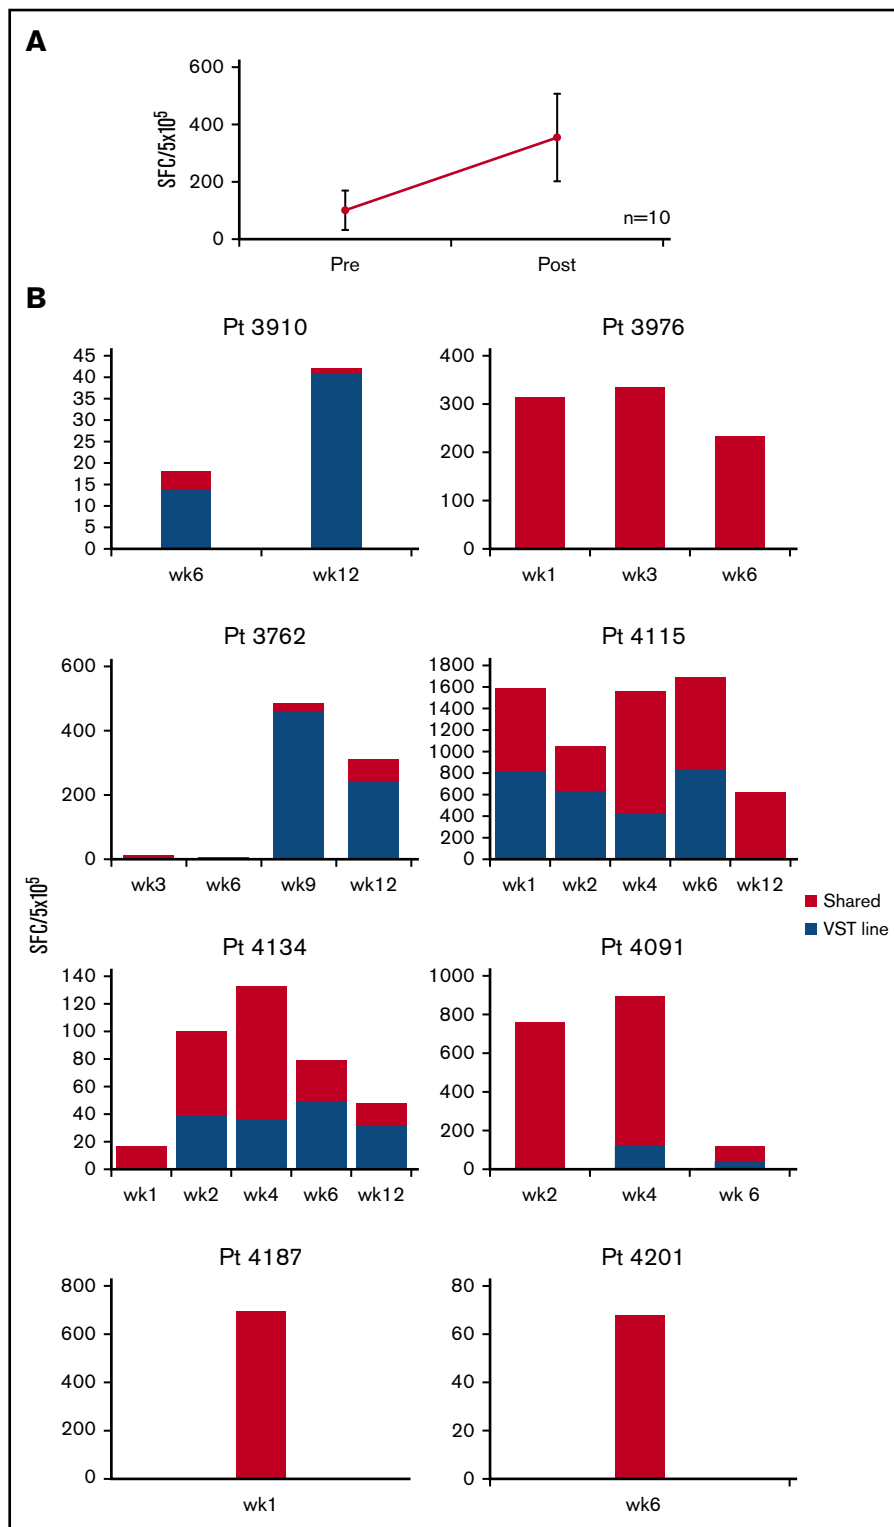 A
600
400
200
0
SFC/5x10⁵
n=10
Pre Post
B
Pt 3910
45
40
35
30
25
20
15
10
5
0
wk6 wk12
Pt 3976
400
300
200
100
0
wk1 wk3 wk6
Pt 3762
600
400
200
0
wk3 wk6 wk9 wk12
Pt 4115
1800
1600
1400
1200
1000
800
600
400
200
0
wk1 wk2 wk4 wk6 wk12
SFC/5x10⁵
Shared
VST line
Pt 4134
140
120
100
80
60
40
20
0
wk1 wk2 wk4 wk6 wk12
Pt 4091
1000
800
600
400
200
0
wk2 wk4 wk 6
Pt 4187
800
600
400
200
0
wk1
Pt 4201
80
60
40
20
0
wk6